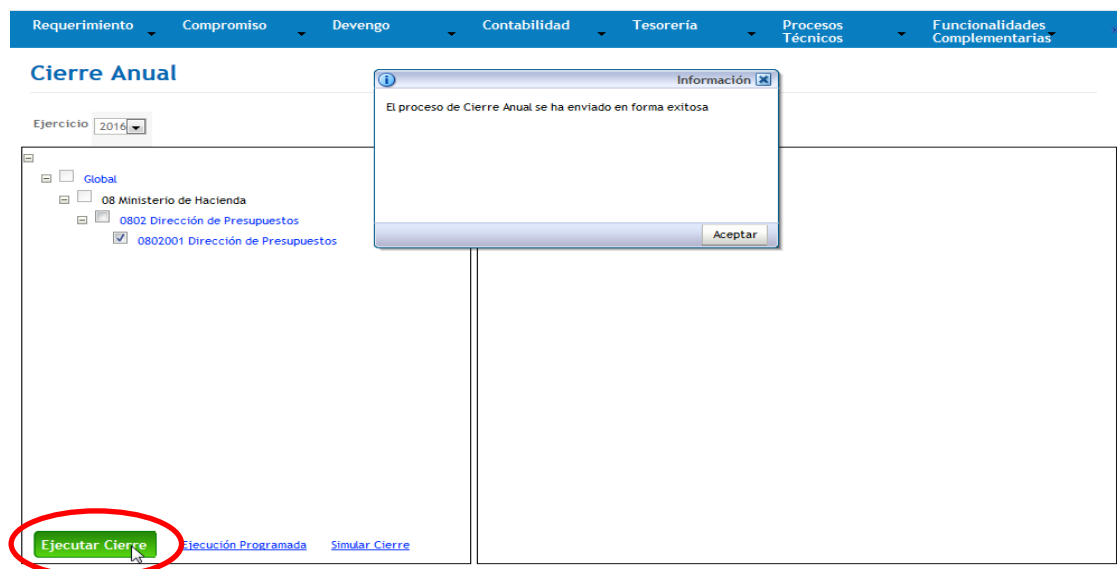 Requerimiento Compromiso Devengo Contabilidad Tesorería Procesos Técnicos Funcionalidades Complementarias
Cierre Anual
Información
El proceso de Cierre Anual se ha enviado en forma exitosa
Aceptar
Ejercicio 2016
Global
08 Ministerio de Hacienda
0802 Dirección de Presupuestos
0802001 Dirección de Presupuestos
Ejecutar Cierre Ejecución Programada Simular Cierre